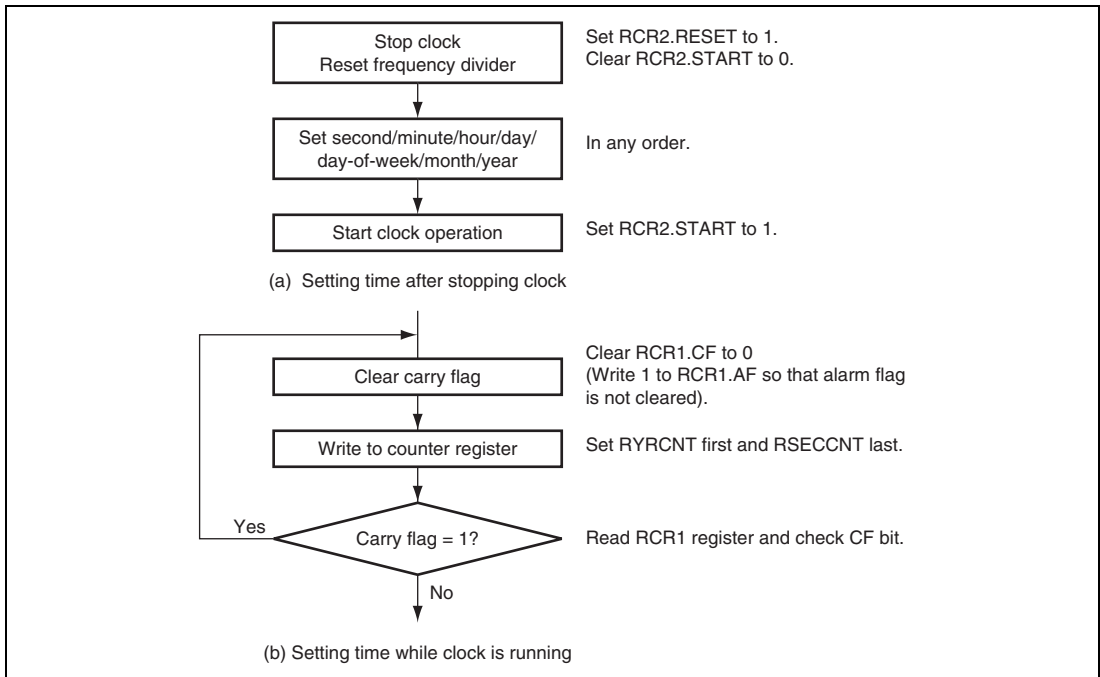 Stop clock
Reset frequency divider
Set RCR2.RESET to 1.
Clear RCR2.START to 0.
Set second/minute/hour/day/
day-of-week/month/year
In any order.
Start clock operation
Set RCR2.START to 1.
(a) Setting time after stopping clock
Clear carry flag
Clear RCR1.CF to 0
(Write 1 to RCR1.AF so that alarm flag
is not cleared).
Write to counter register
Set RYRCNT first and RSECCNT last.
Yes
Carry flag = 1?
Read RCR1 register and check CF bit.
No
(b) Setting time while clock is running